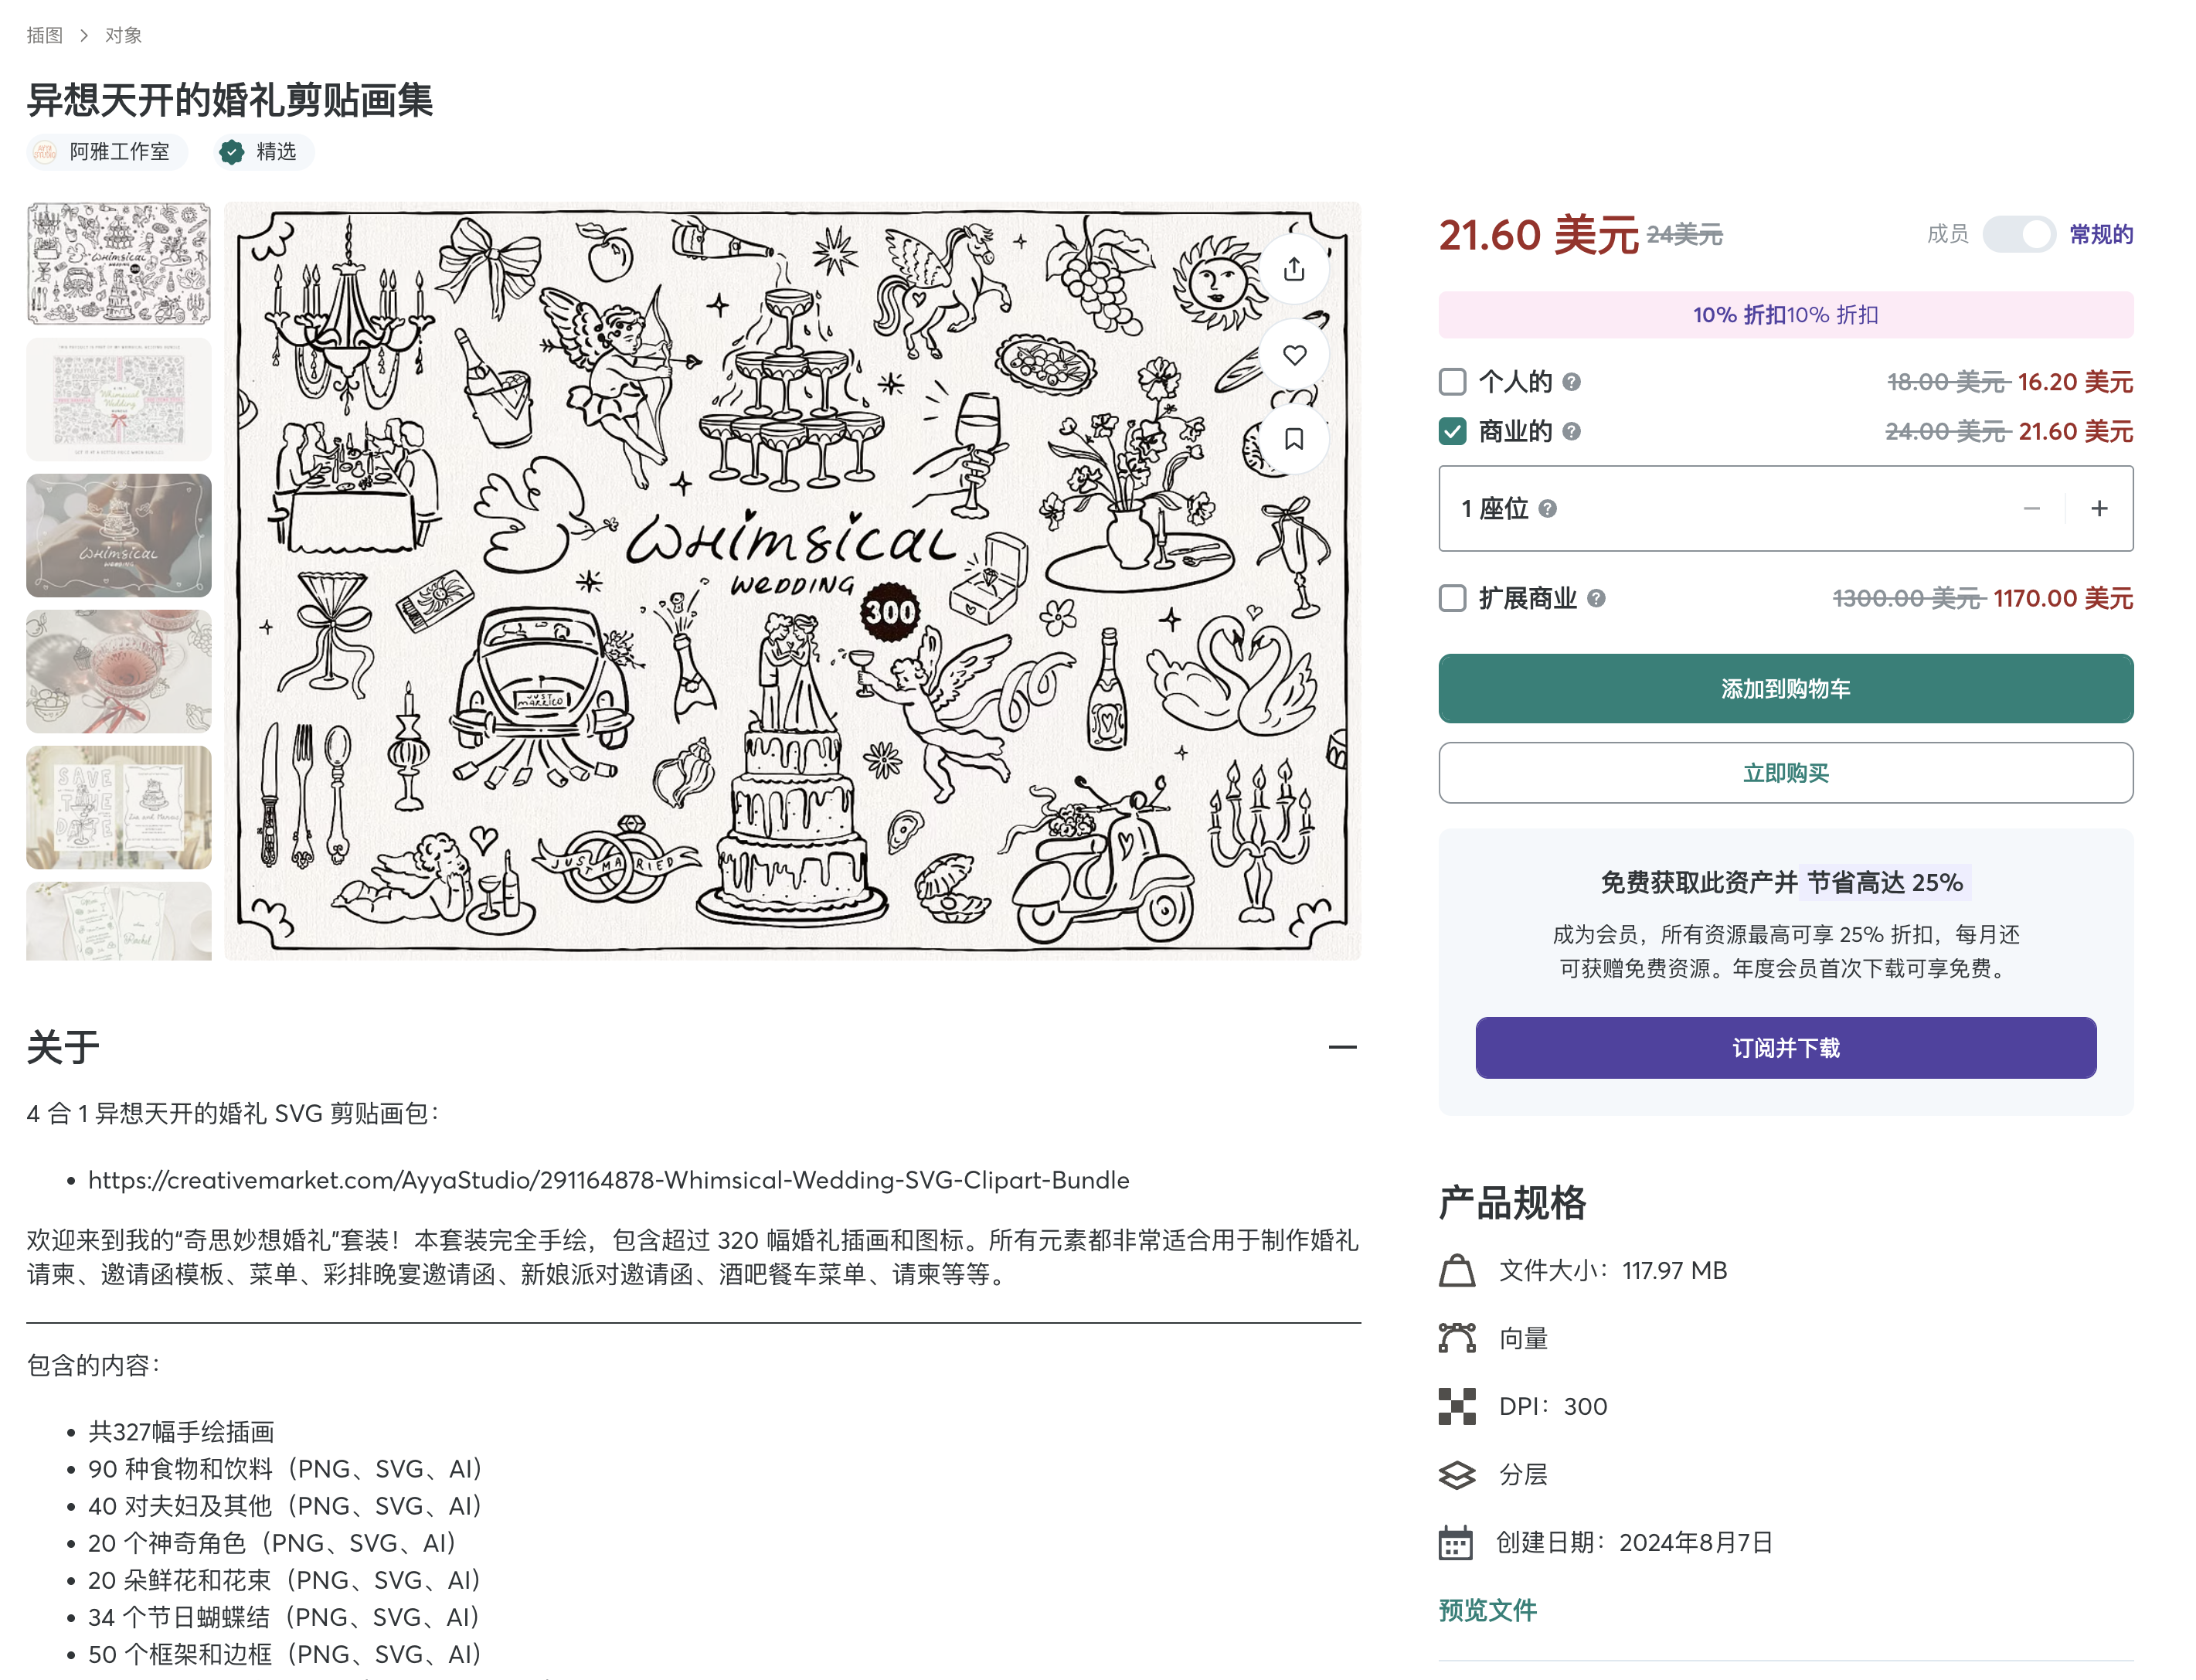 插图 > 对象
异想天开的婚礼剪贴画集
阿雅工作室 精选
WHIMSICAL
WEDDING
300
JUST
MARRIED
JUST MARRIED
WHIMSICAL
WEDDING
Whimsical
Wedding
WHIMSICAL
WEDDING
SAVE
THE
DATE
21.60 美元 24美元
成员 常规的
10% 折扣10% 折扣
个人的 ? 18.00 美元 16.20 美元
商业的 ? 24.00 美元 21.60 美元
1 座位 ? − +
扩展商业 ? 1300.00 美元 1170.00 美元
添加到购物车
立即购买
免费获取此资产并 节省高达 25%
成为会员，所有资源最高可享 25% 折扣，每月还
可获赠免费资源。年度会员首次下载可享免费。
订阅并下载
关于
4 合 1 异想天开的婚礼 SVG 剪贴画包：
• https://creativemarket.com/AyyaStudio/291164878-Whimsical-Wedding-SVG-Clipart-Bundle
欢迎来到我的“奇思妙想婚礼”套装！本套装完全手绘，包含超过 320 幅婚礼插画和图标。所有元素都非常适合用于制作婚礼
请柬、邀请函模板、菜单、彩排晚宴邀请函、新娘派对邀请函、酒吧餐车菜单、请柬等等。
包含的内容：
• 共327幅手绘插画
• 90 种食物和饮料（PNG、SVG、AI）
• 40 对夫妇及其他（PNG、SVG、AI）
• 20 个神奇角色（PNG、SVG、AI）
• 20 朵鲜花和花束（PNG、SVG、AI）
• 34 个节日蝴蝶结（PNG、SVG、AI）
• 50 个框架和边框（PNG、SVG、AI）
产品规格
文件大小：117.97 MB
向量
DPI：300
分层
创建日期：2024年8月7日
预览文件